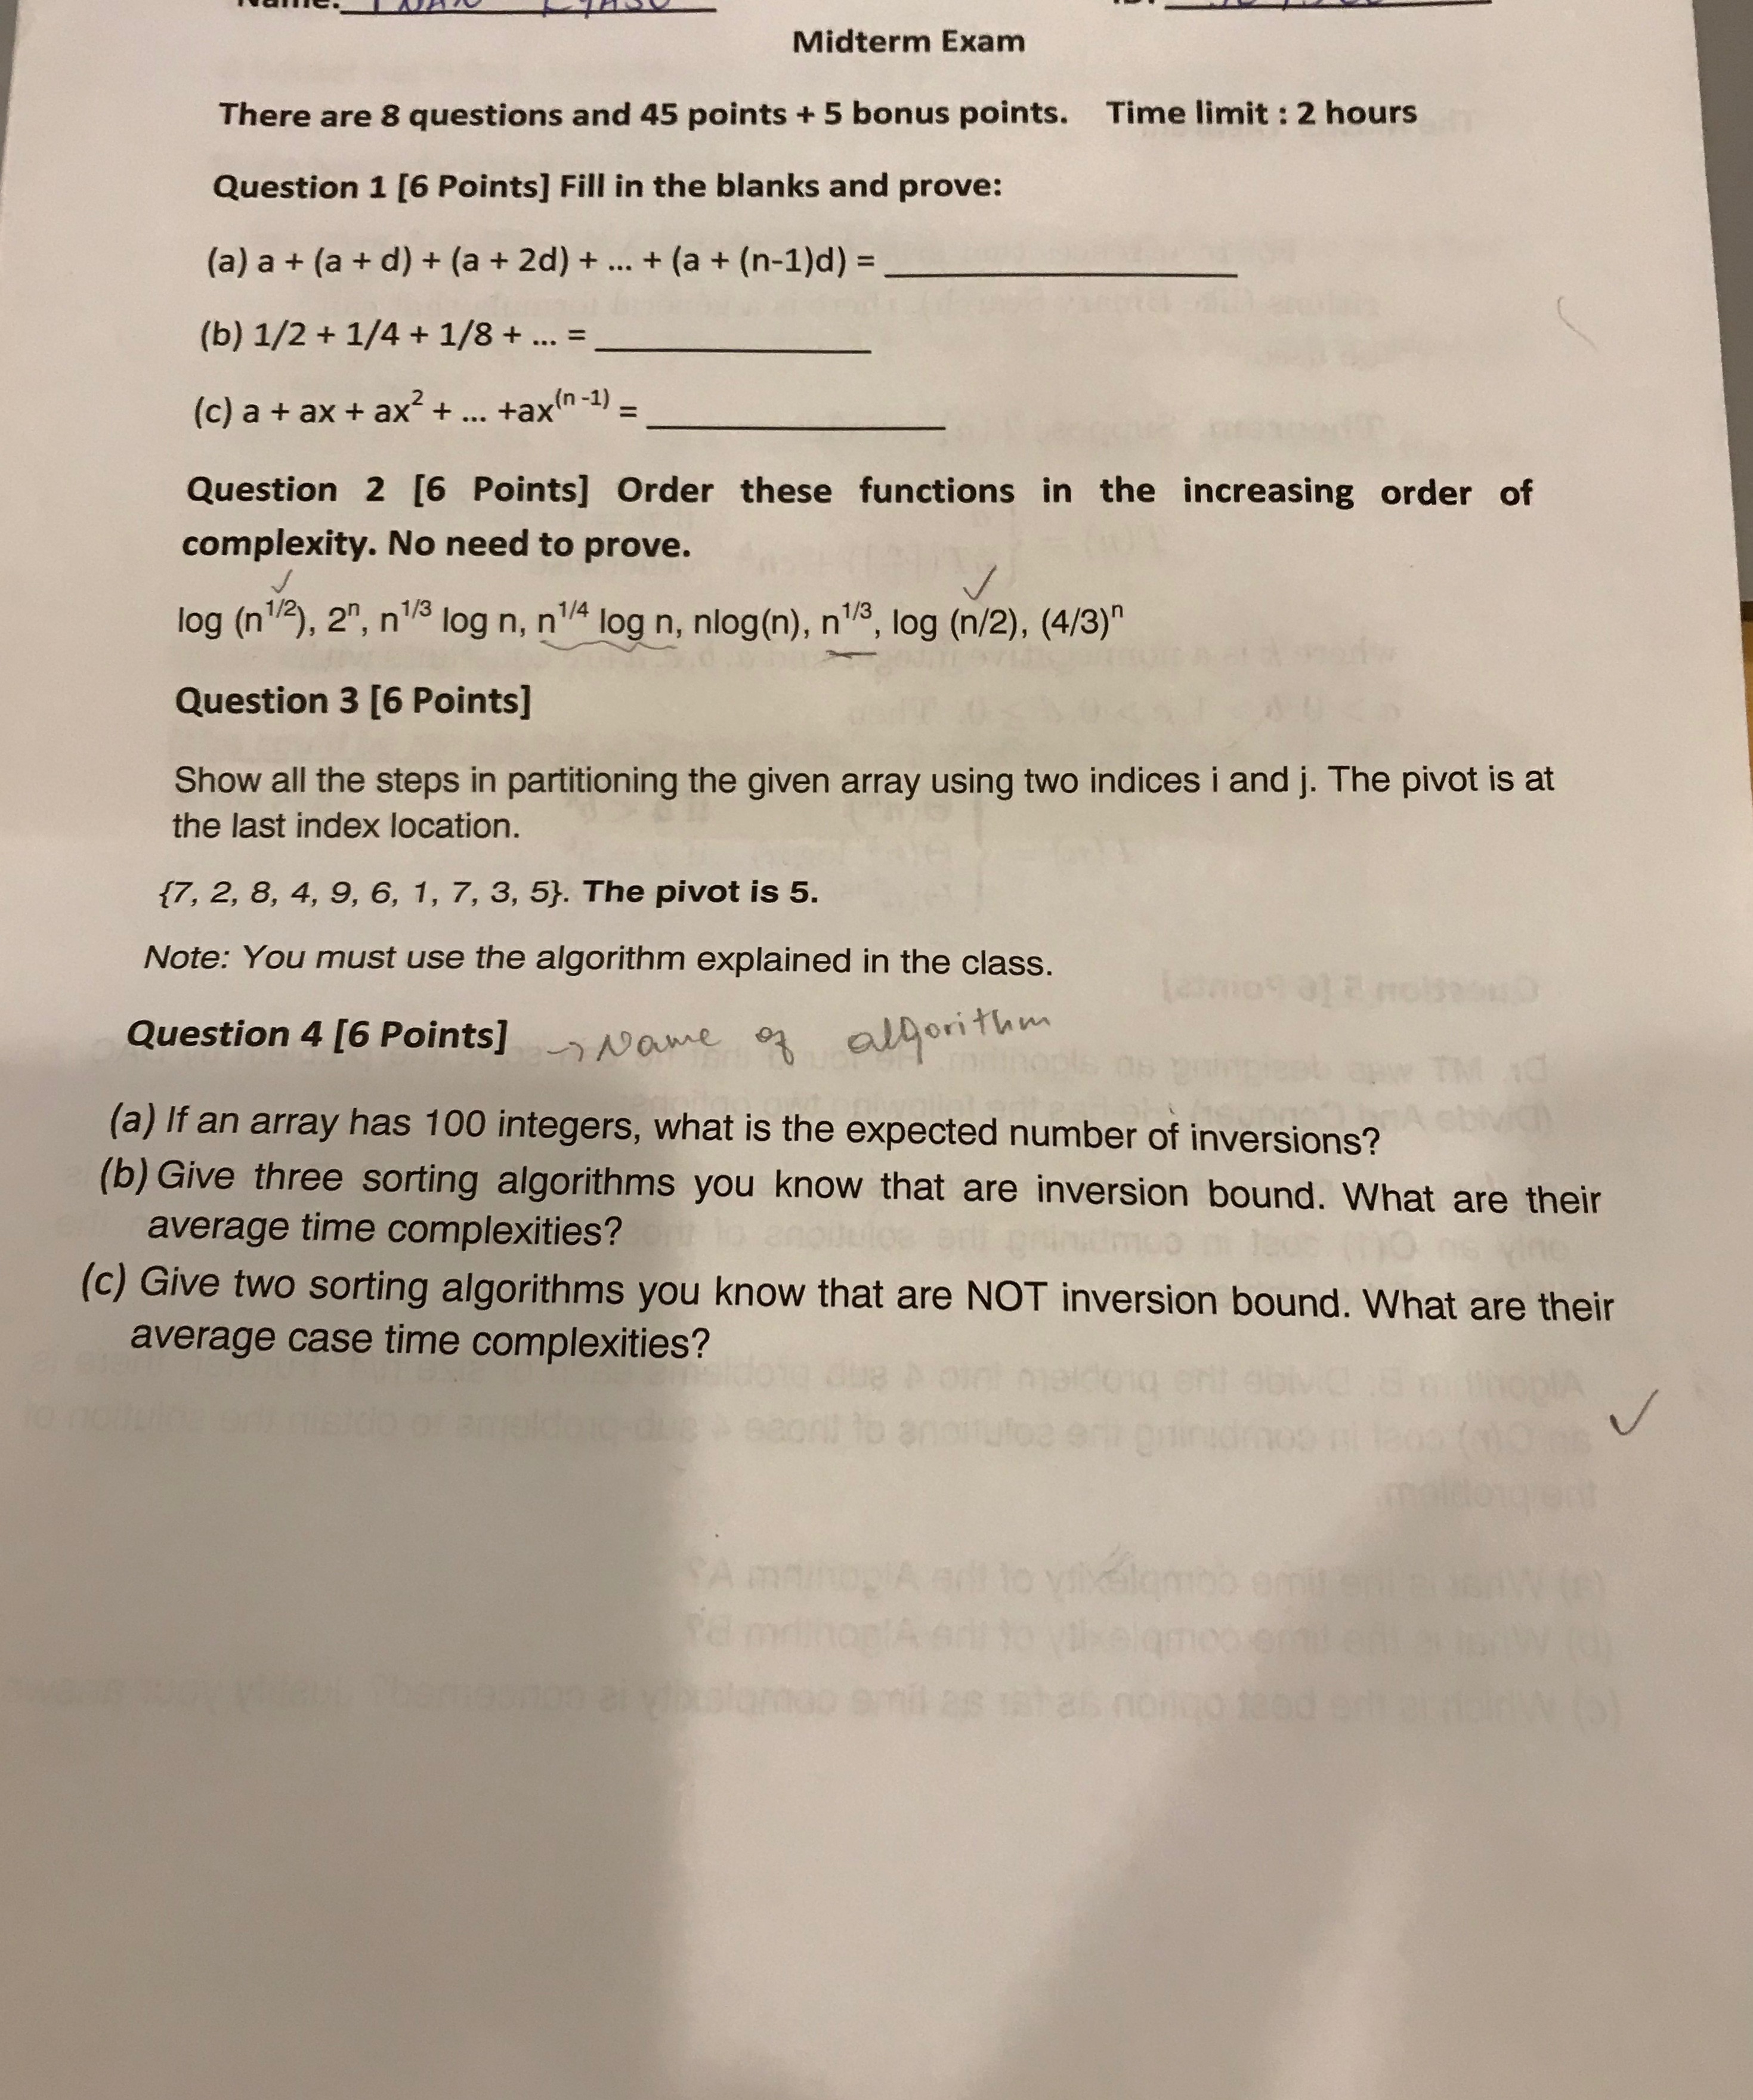 Midterm Exam
There are 8 questions and 45 points + 5 bonus points. Time limit : 2 hours
Question 1 [6 Points] Fill in the blanks and prove:
(a) a + (a + d) + (a + 2d) + ... + (a + (n-1)d) = ____________________
(b) 1/2 + 1/4 + 1/8 + ... = ________________
(c) a + ax + ax² + ... +ax⁽ⁿ ⁻¹⁾ = _________________
Question 2 [6 Points] Order these functions in the increasing order of
complexity. No need to prove.
log (n^1/2), 2ⁿ, n^1/3 log n, n^1/4 log n, nlog(n), n^1/3, log (n/2), (4/3)ⁿ
Question 3 [6 Points]
Show all the steps in partitioning the given array using two indices i and j. The pivot is at
the last index location.
{7, 2, 8, 4, 9, 6, 1, 7, 3, 5}. The pivot is 5.
Note: You must use the algorithm explained in the class.
Question 4 [6 Points] → Name of algorithm
(a) If an array has 100 integers, what is the expected number of inversions?
(b) Give three sorting algorithms you know that are inversion bound. What are their
average time complexities?
(c) Give two sorting algorithms you know that are NOT inversion bound. What are their
average case time complexities?